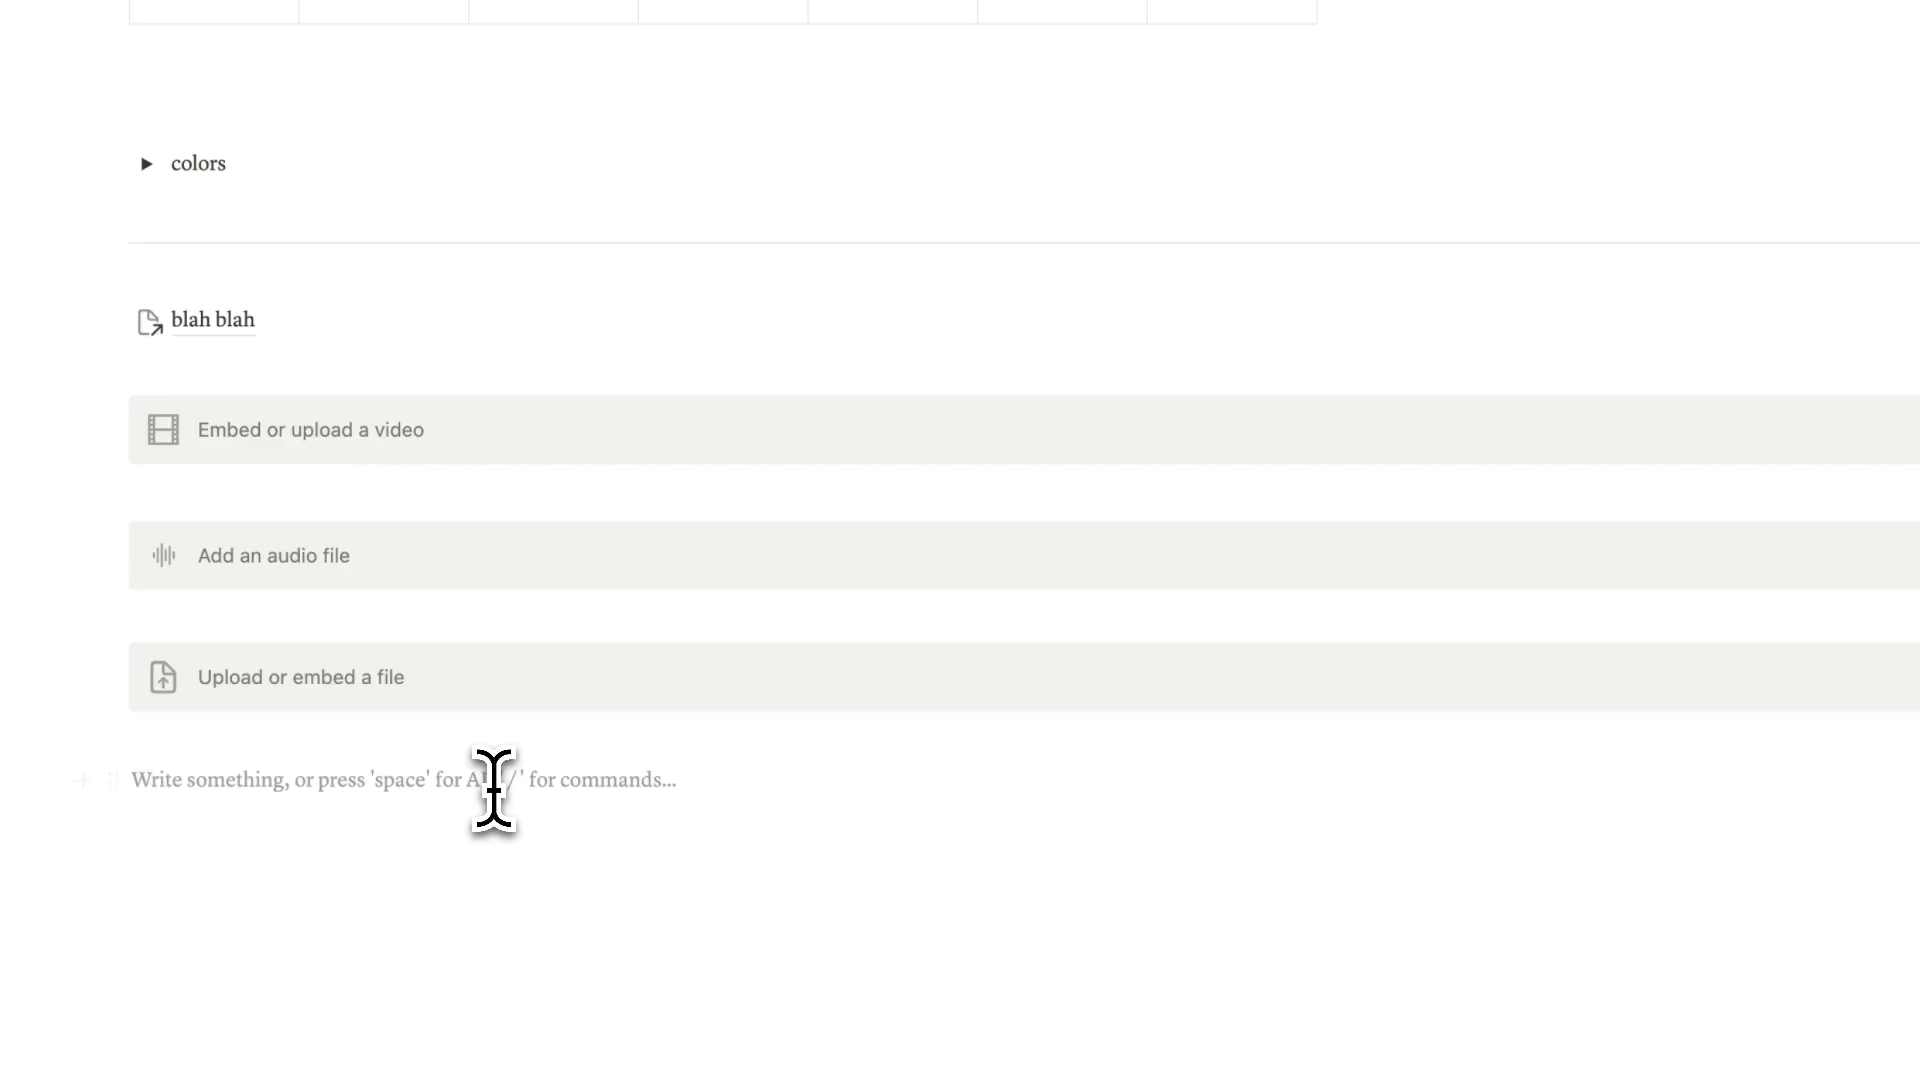 colors
blah blah
Embed or upload a video
Add an audio file
Upload or embed a file
Write something, or press 'space' for /' for commands...